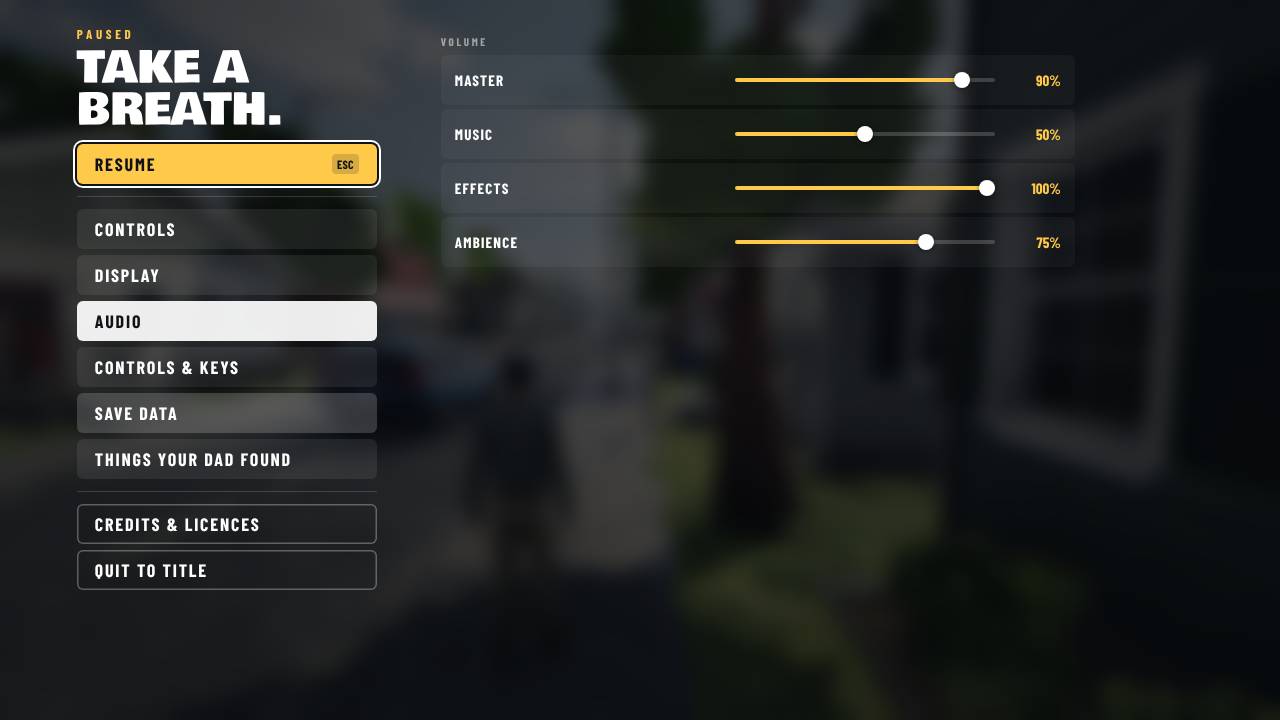 PAUSED
TAKE A
BREATH.
RESUME ESC
CONTROLS
DISPLAY
AUDIO
CONTROLS & KEYS
SAVE DATA
THINGS YOUR DAD FOUND
CREDITS & LICENCES
QUIT TO TITLE
VOLUME
MASTER 90%
MUSIC 50%
EFFECTS 100%
AMBIENCE 75%